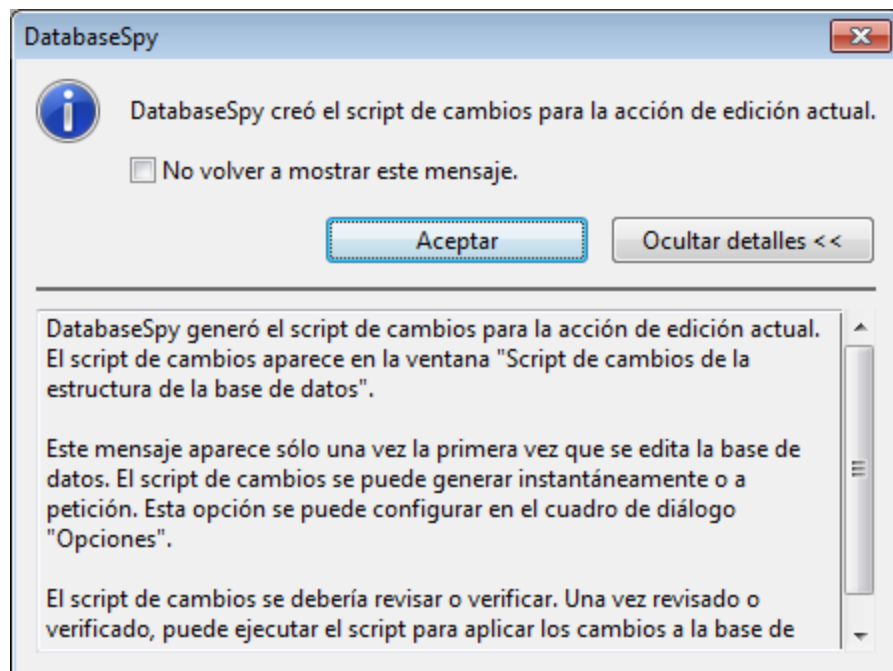 DatabaseSpy
DatabaseSpy creó el script de cambios para la acción de edición actual.
No volver a mostrar este mensaje.
Aceptar
Ocultar detalles <<
DatabaseSpy generó el script de cambios para la acción de edición actual.
El script de cambios aparece en la ventana "Script de cambios de la
estructura de la base de datos".
Este mensaje aparece sólo una vez la primera vez que se edita la base de
datos. El script de cambios se puede generar instantáneamente o a
petición. Esta opción se puede configurar en el cuadro de diálogo
"Opciones".
El script de cambios se debería revisar o verificar. Una vez revisado o
verificado, puede ejecutar el script para aplicar los cambios a la base de